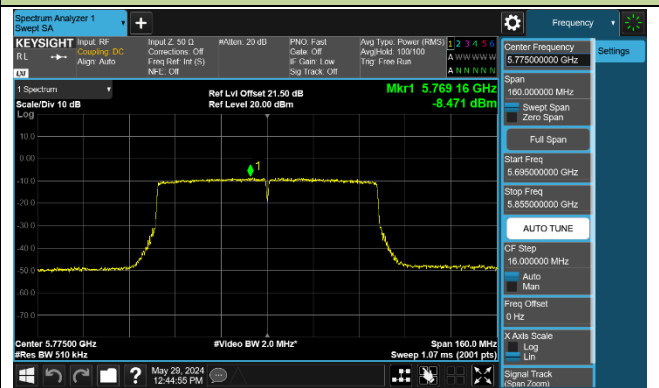 Spectrum Analyzer 1
Swept SA
+
Frequency
KEYSIGHT
RL
LXI
Input: RF
Coupling: DC
Align: Auto
Input Z: 50 Ω
Corrections: Off
Freq Ref: Int (S)
NFE: Off
#Atten: 20 dB
PNO: Fast
Gate: Off
IF Gain: Low
Sig Track: Off
Avg Type: Power (RMS)
Avg|Hold: 100/100
Trig: Free Run
1 2 3 4 5 6
A W W W W W
A N N N N N
1 Spectrum
Scale/Div 10 dB
Log
Ref Lvl Offset 21.50 dB
Ref Level 20.00 dBm
Mkr1 5.769 16 GHz
-8.471 dBm
10.0
0.00
-10.0
-20.0
-30.0
-40.0
-50.0
-60.0
-70.0
1
Center 5.77500 GHz
#Res BW 510 kHz
#Video BW 2.0 MHz*
Span 160.0 MHz
Sweep 1.07 ms (2001 pts)
Center Frequency
5.775000000 GHz
Settings
Span
160.000000 MHz
Swept Span
Zero Span
Full Span
Start Freq
5.695000000 GHz
Stop Freq
5.855000000 GHz
AUTO TUNE
CF Step
16.000000 MHz
Auto
Man
Freq Offset
0 Hz
X Axis Scale
Log
Lin
Signal Track
(Span Zoom)
?
May 29, 2024
12:44:55 PM